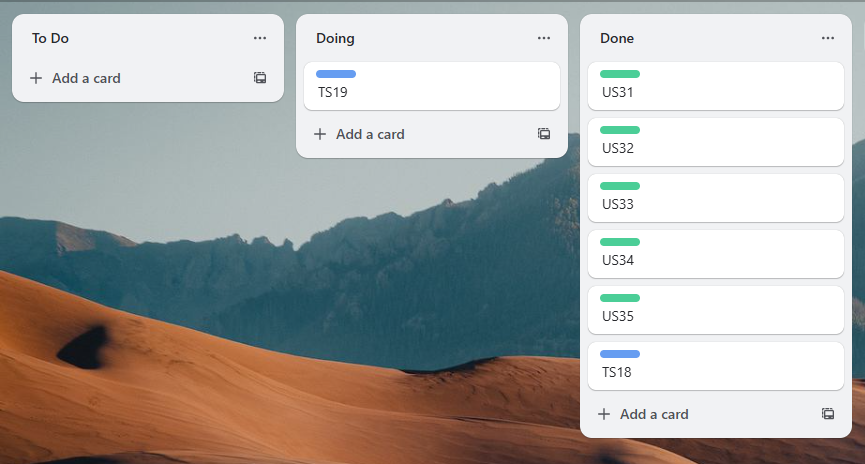 To Do
Add a card
Doing
TS19
Add a card
Done
US31
US32
US33
US34
US35
TS18
Add a card